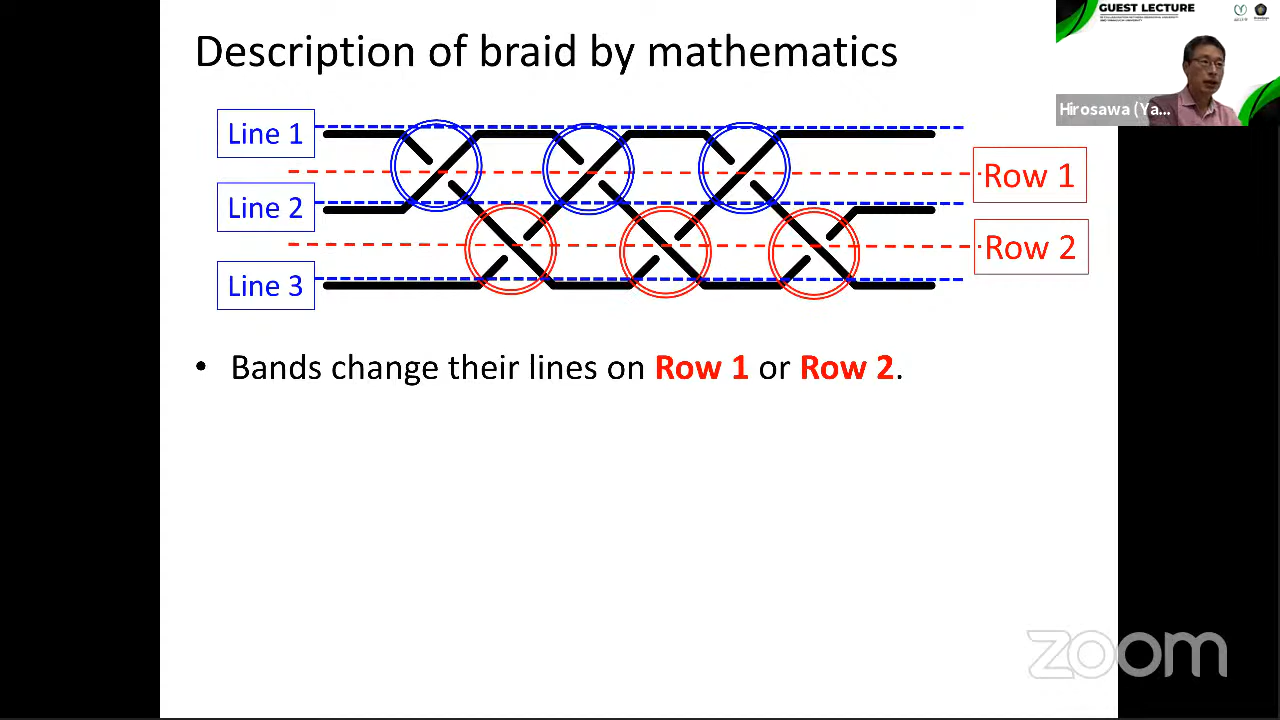 Description of braid by mathematics
GUEST LECTURE
Hirosawa (Ya...
Line 1
Row 1
Line 2
Row 2
Line 3
• Bands change their lines on Row 1 or Row 2.
zoom